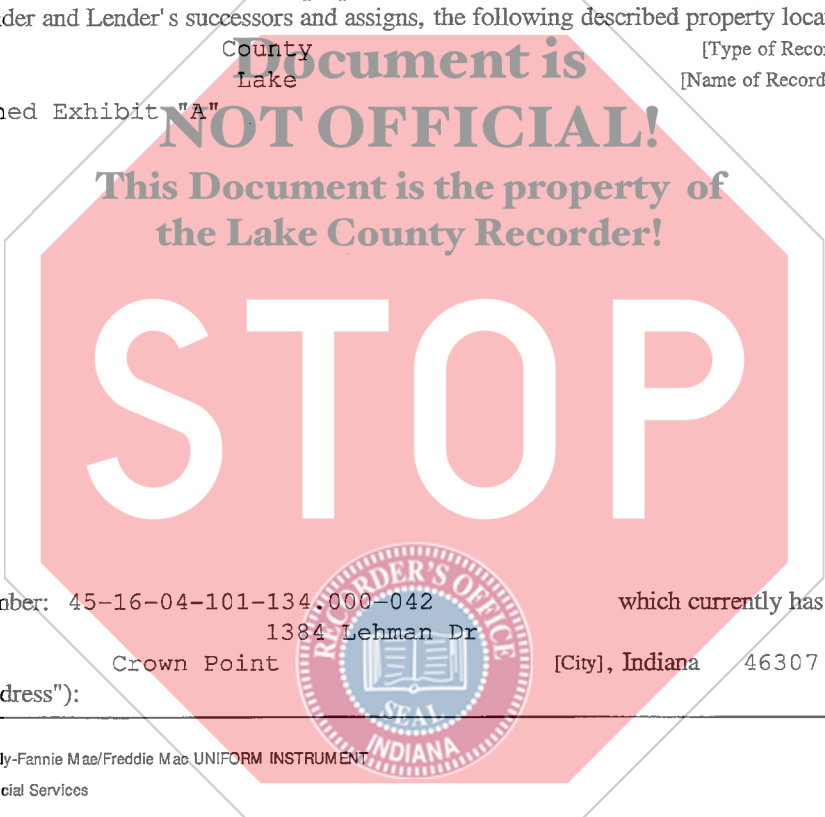 der and Lender's successors and assigns, the following described property loca
County [Type of Recor
Lake [Name of Record
ned Exhibit "A"
Document is
NOT OFFICIAL!
This Document is the property of
the Lake County Recorder!
STOP
nber: 45-16-04-101-134.000-042 which currently has
1384 Lehman Dr
Crown Point [City], Indiana 46307
dress"):
RECORDER'S OFFICE
SEAL
INDIANA
ly-Fannie Mae/Freddie Mac UNIFORM INSTRUMENT
cial Services